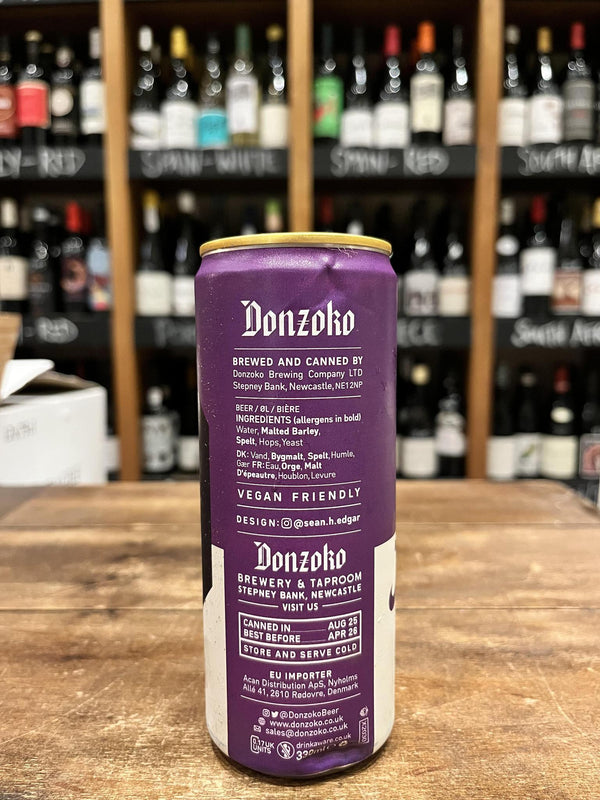 SPAIN-WHITE
SPAIN-RED
Donzoko
BREWED AND CANNED BY
Donzoko Brewing Company LTD
Stepney Bank, Newcastle, NE12NP
BEER / ØL / BIÈRE
INGREDIENTS (allergens in bold)
Water, Malted Barley,
Spelt, Hops, Yeast
DK: Vand, Bygmalt, Spelt, Humle,
Gær FR: Eau, Orge, Malt
D'épeautre, Houblon, Levure
VEGAN FRIENDLY
DESIGN: @sean.h.edgar
Donzoko
BREWERY & TAPROOM
STEPNEY BANK, NEWCASTLE
VISIT US
CANNED IN AUG 25
BEST BEFORE APR 26
STORE AND SERVE COLD
EU IMPORTER
Acan Distribution ApS, Nyholms
Allé 41, 2610 Rødovre, Denmark
@DonzokoBeer
www.donzoko.co.uk
sales@donzoko.co.uk
0.17 UK UNITS
drinkaware.co.uk